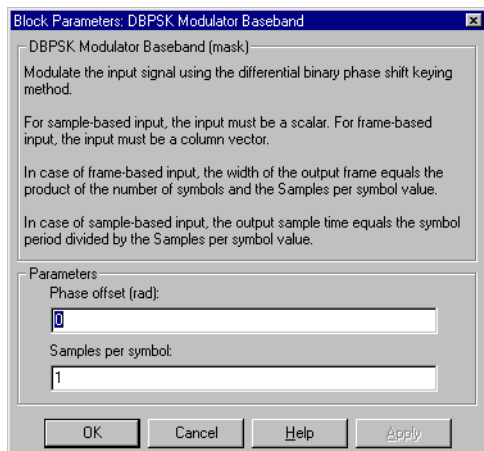 Block Parameters: DBPSK Modulator Baseband
DBPSK Modulator Baseband (mask)
Modulate the input signal using the differential binary phase shift keying
method.
For sample-based input, the input must be a scalar. For frame-based
input, the input must be a column vector.
In case of frame-based input, the width of the output frame equals the
product of the number of symbols and the Samples per symbol value.
In case of sample-based input, the output sample time equals the symbol
period divided by the Samples per symbol value.
Parameters
Phase offset (rad):
0
Samples per symbol:
1
OK Cancel Help Apply